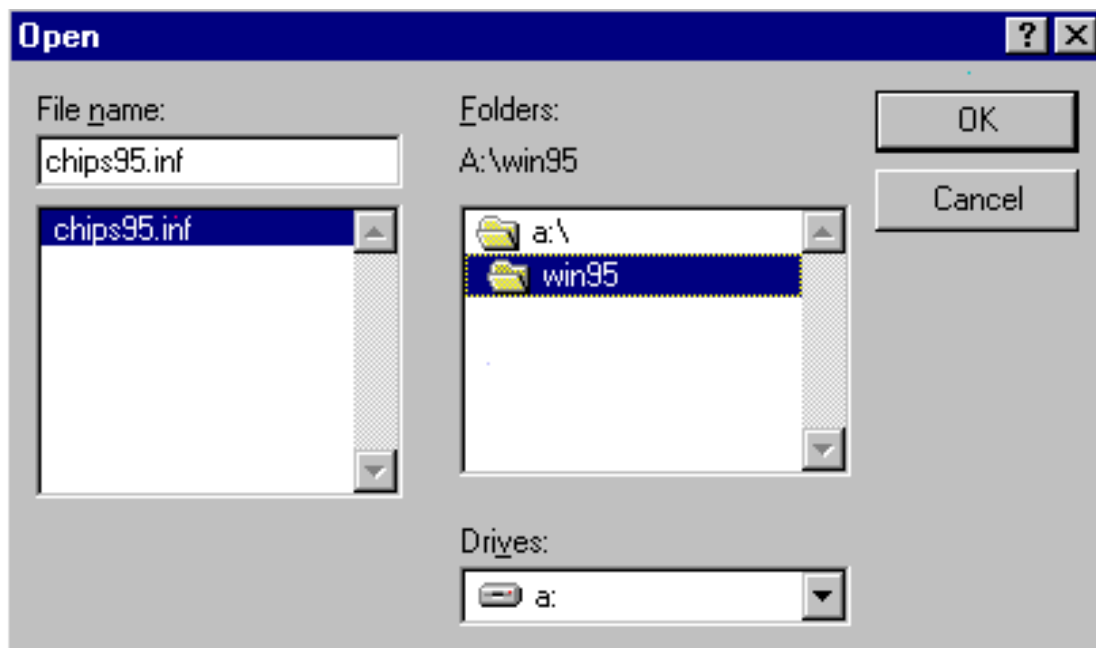 Open
File name:
chips95.inf
chips95.inf
Folders:
A:\win95
a:\
win95
Drives:
a:
OK
Cancel